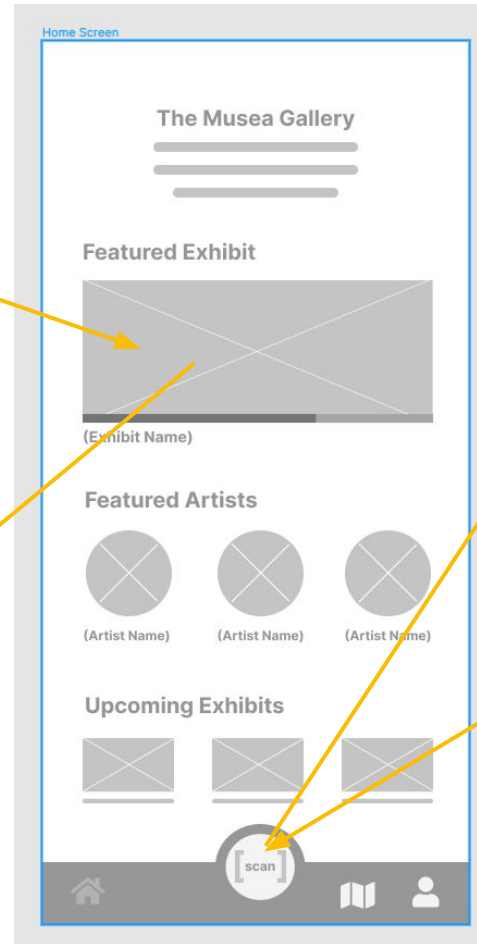 Home Screen
The Musea Gallery
Featured Exhibit
(Exhibit Name)
Featured Artists
(Artist Name) (Artist Name) (Artist Name)
Upcoming Exhibits
[scan]